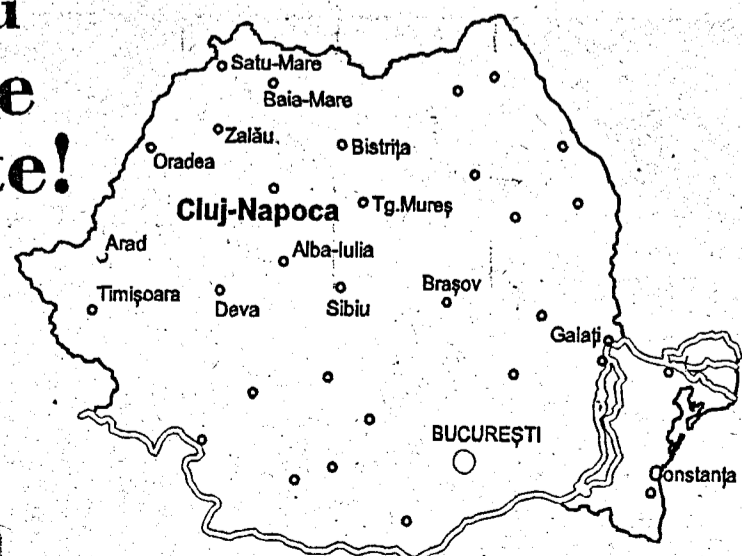 u
e
te!
Satu-Mare
Baia-Mare
Zalău
Bistrița
Oradea
Cluj-Napoca
Tg.Mureș
Arad
Alba-Iulia
Timișoara
Deva
Sibiu
Brașov
Galați
BUCUREȘTI
Constanța